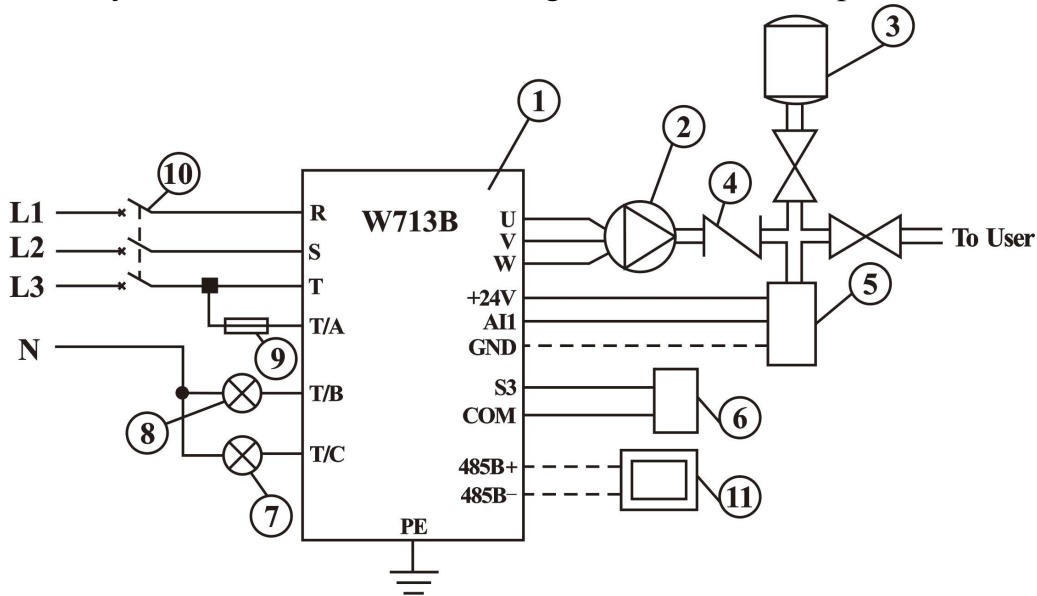 3
1
2
10
4
L1
R
W713B
U
L2
S
V
To User
W
L3
T
+24V
5
T/A
AI1
N
9
GND
T/B
S3
8
COM
6
T/C
485B+
7
485B−
11
PE